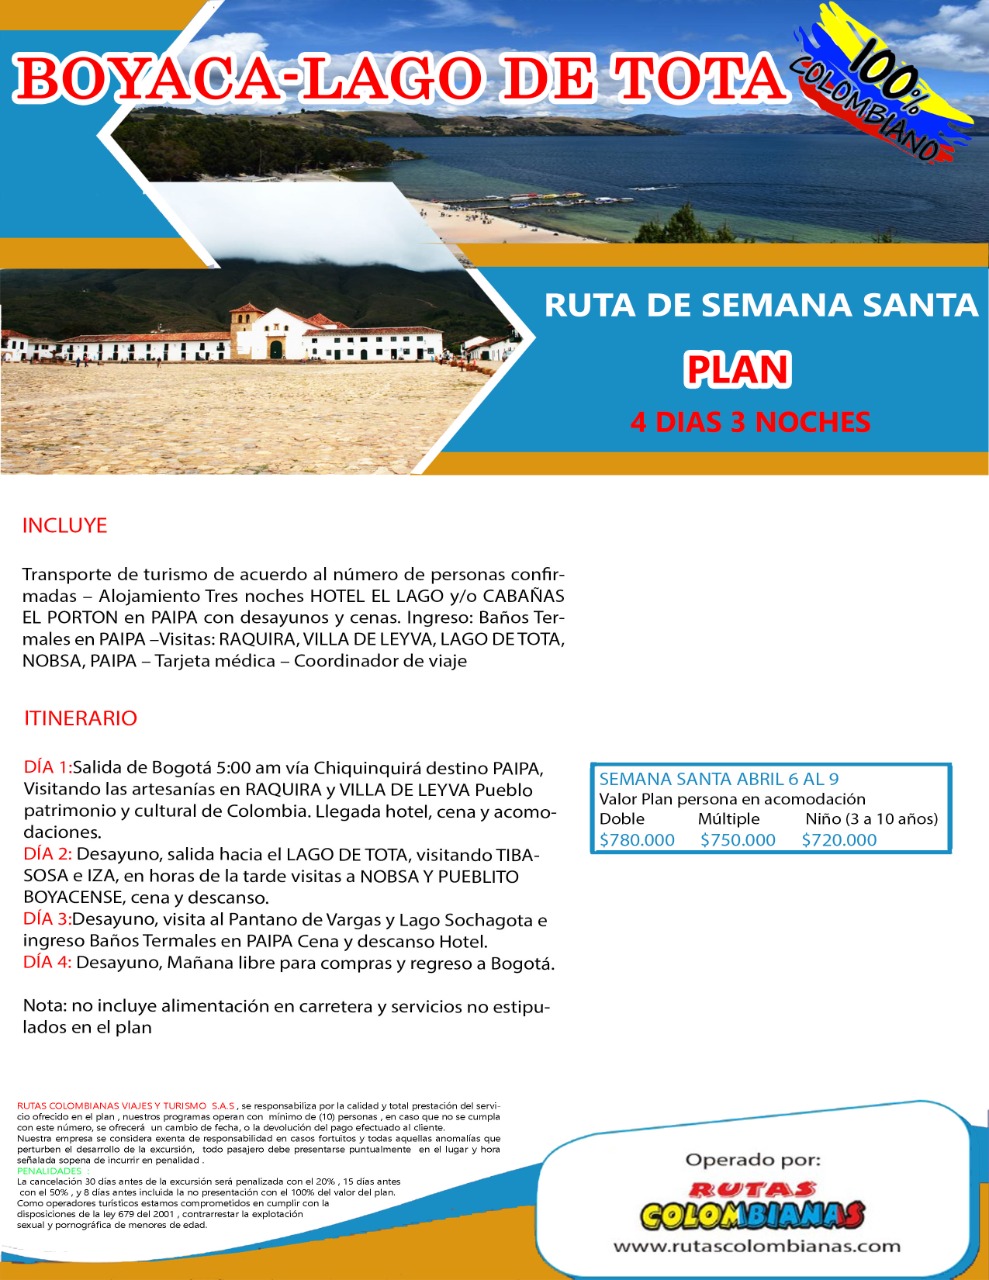 BOYACA-LAGO DE TOTA
100%
COLOMBIANO
RUTA DE SEMANA SANTA
PLAN
4 DIAS 3 NOCHES
INCLUYE
Transporte de turismo de acuerdo al número de personas confir-
madas – Alojamiento Tres noches HOTEL EL LAGO y/o CABAÑAS
EL PORTON en PAIPA con desayunos y cenas. Ingreso: Baños Ter-
males en PAIPA –Visitas: RAQUIRA, VILLA DE LEYVA, LAGO DE TOTA,
NOBSA, PAIPA – Tarjeta médica – Coordinador de viaje
ITINERARIO
DÍA 1:Salida de Bogotá 5:00 am vía Chiquinquirá destino PAIPA,
Visitando las artesanías en RAQUIRA y VILLA DE LEYVA Pueblo
patrimonio y cultural de Colombia. Llegada hotel, cena y acomo-
daciones.
DÍA 2: Desayuno, salida hacia el LAGO DE TOTA, visitando TIBA-
SOSA e IZA, en horas de la tarde visitas a NOBSA Y PUEBLITO
BOYACENSE, cena y descanso.
DÍA 3:Desayuno, visita al Pantano de Vargas y Lago Sochagota e
ingreso Baños Termales en PAIPA Cena y descanso Hotel.
DÍA 4: Desayuno, Mañana libre para compras y regreso a Bogotá.
Nota: no incluye alimentación en carretera y servicios no estipu-
lados en el plan
SEMANA SANTA ABRIL 6 AL 9
Valor Plan persona en acomodación
Doble Múltiple Niño (3 a 10 años)
$780.000 $750.000 $720.000
RUTAS COLOMBIANAS VIAJES Y TURISMO S.A.S , se responsabiliza por la calidad y total prestación del servi-
cio ofrecido en el plan , nuestros programas operan con mínimo de (10) personas , en caso que no se cumpla
con este número, se ofrecerá un cambio de fecha, o la devolución del pago efectuado al cliente.
Nuestra empresa se considera exenta de responsabilidad en casos fortuitos y todas aquellas anomalías que
perturben el desarrollo de la excursión, todo pasajero debe presentarse puntualmente en el lugar y hora
señalada sopena de incurrir en penalidad .
PENALIDADES :
La cancelación 30 días antes de la excursión será penalizada con el 20% , 15 días antes
con el 50% , y 8 días antes incluida la no presentación con el 100% del valor del plan.
Como operadores turísticos estamos comprometidos en cumplir con la
disposiciones de la ley 679 del 2001 , contrarrestar la explotación
sexual y pornográfica de menores de edad.
Operado por:
RUTAS
COLOMBIANAS
www.rutascolombianas.com